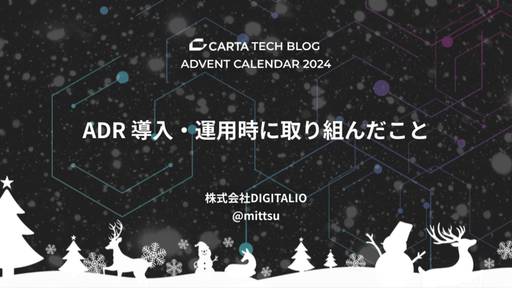 CARTA TECH BLOG
ADVENT CALENDAR 2024
ADR 導入・運用時に取り組んだこと
株式会社DIGITALIO
@mittsu